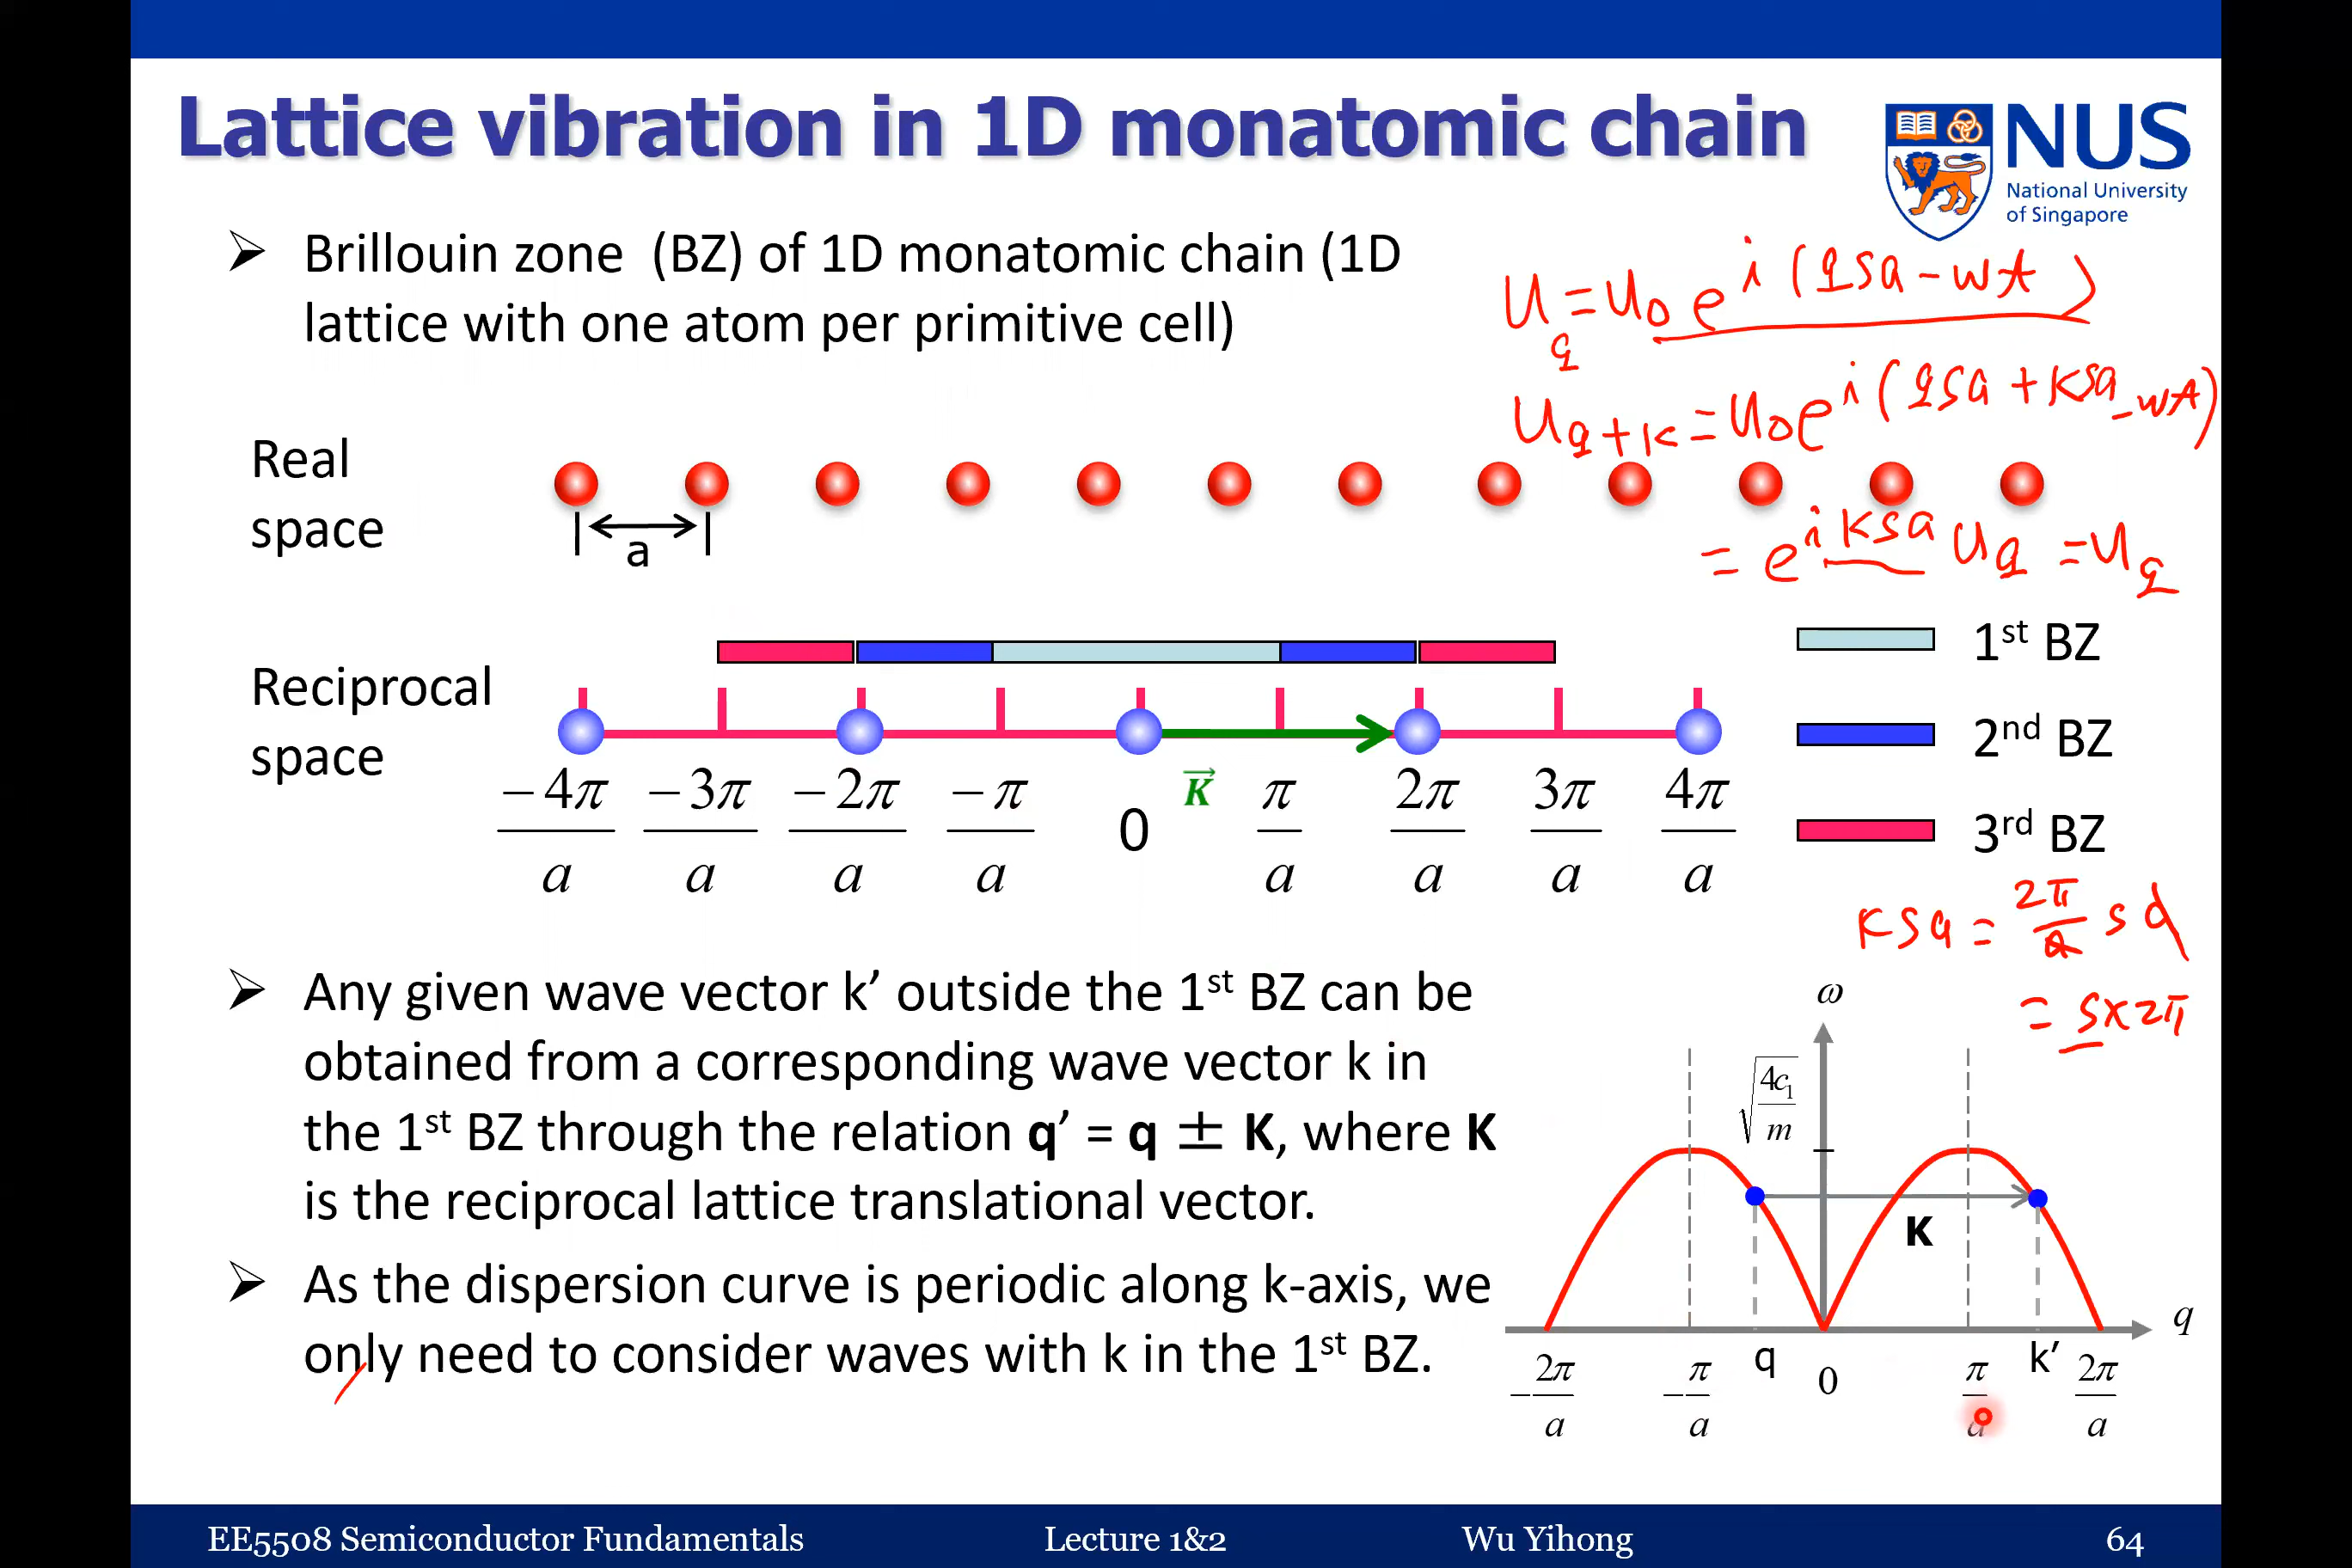 Lattice vibration in 1D monatomic chain
NUS
National University
of Singapore
➢ Brillouin zone (BZ) of 1D monatomic chain (1D
lattice with one atom per primitive cell)
U_q = U₀ e^{i(qsa − ωt)}
U_{q+K} = U₀ e^{i(qsa + Ksa − ωt)}
= e^{iKsa} U_q = U_q
Real
space
a
Reciprocal
space
K⃗
−4π/a −3π/a −2π/a −π/a 0 π/a 2π/a 3π/a 4π/a
1st BZ
2nd BZ
3rd BZ
Ksa = 2π/a s a
= s×2π
➢ Any given wave vector k’ outside the 1st BZ can be
obtained from a corresponding wave vector k in
the 1st BZ through the relation q’ = q ± K, where K
is the reciprocal lattice translational vector.
➢ As the dispersion curve is periodic along k-axis, we
only need to consider waves with k in the 1st BZ.
ω
√(4c₁/m)
K
q
−2π/a −π/a q 0 π/a k’ 2π/a
EE5508 Semiconductor Fundamentals Lecture 1&2 Wu Yihong 64